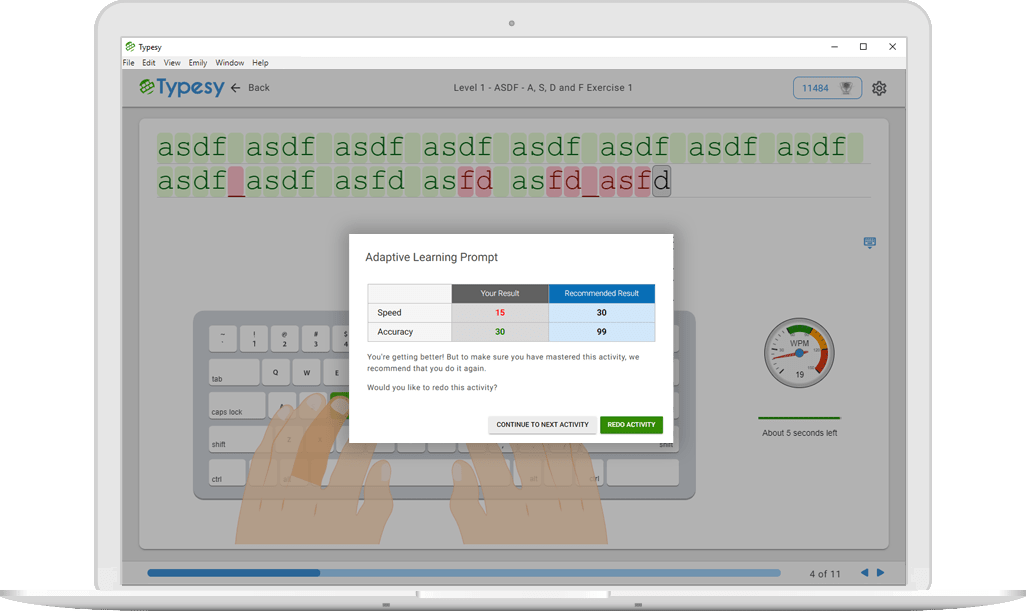 Typesy
File Edit View Emily Window Help
Typesy Back Level 1 - ASDF - A, S, D and F Exercise 1 11484
asdf asdf asdf asdf asdf asdf asdf asdf
asdf_asdf asfd asfd asfd_asfd
Adaptive Learning Prompt
Your Result Recommended Result
Speed 15 30
Accuracy 30 99
You're getting better! But to make sure you have mastered this activity, we
recommend that you do it again.
Would you like to redo this activity?
CONTINUE TO NEXT ACTIVITY REDO ACTIVITY
~ ! @ # $
` 1 2 3 4
tab Q W E
caps lock A
shift shift
ctrl alt alt ctrl
WPM
19
About 5 seconds left
4 of 11